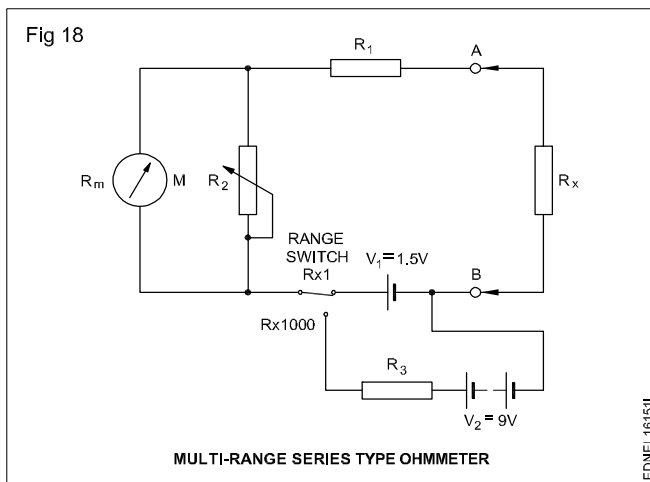 Fig 18
R1
A
Rm
M
R2
Rx
RANGE
SWITCH
Rx1
V1=1.5V
B
Rx1000
R3
V2=9V
MULTI-RANGE SERIES TYPE OHMMETER